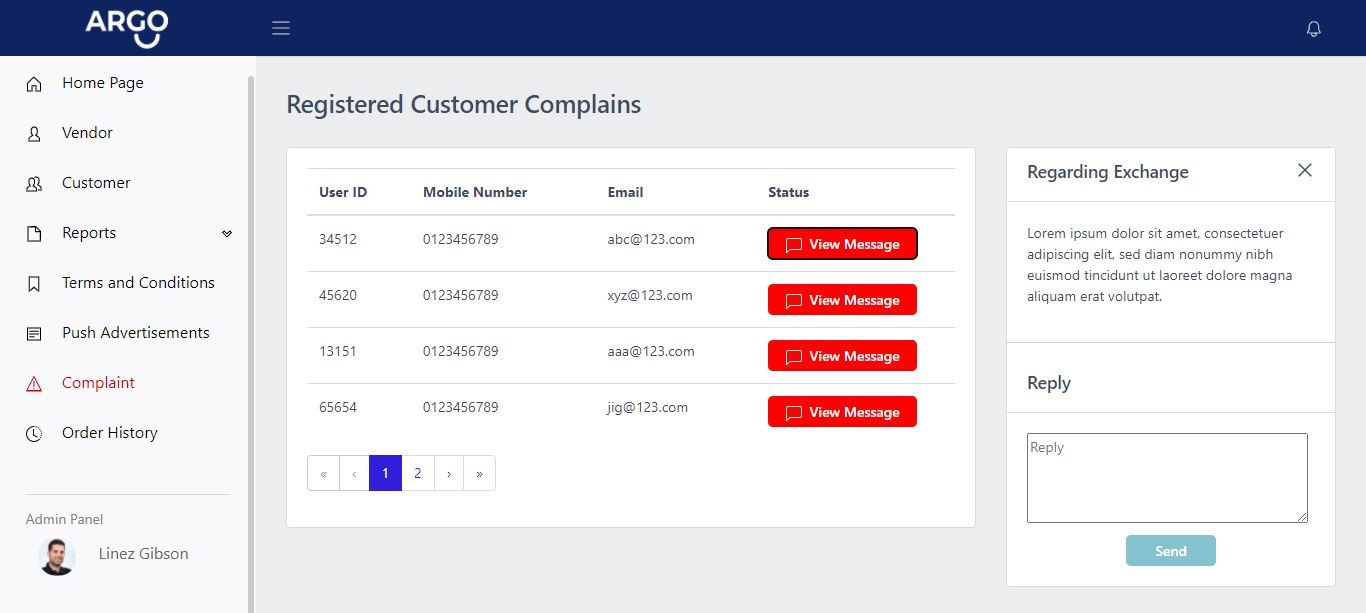 ARGO
Home Page
Vendor
Customer
Reports
Terms and Conditions
Push Advertisements
Complaint
Order History
Admin Panel
Linez Gibson
Registered Customer Complains
User ID Mobile Number Email Status
34512 0123456789 abc@123.com View Message
45620 0123456789 xyz@123.com View Message
13151 0123456789 aaa@123.com View Message
65654 0123456789 jig@123.com View Message
« ‹ 1 2 › »
Regarding Exchange
Lorem ipsum dolor sit amet, consectetuer
adipiscing elit, sed diam nonummy nibh
euismod tincidunt ut laoreet dolore magna
aliquam erat volutpat.
Reply
Reply
Send